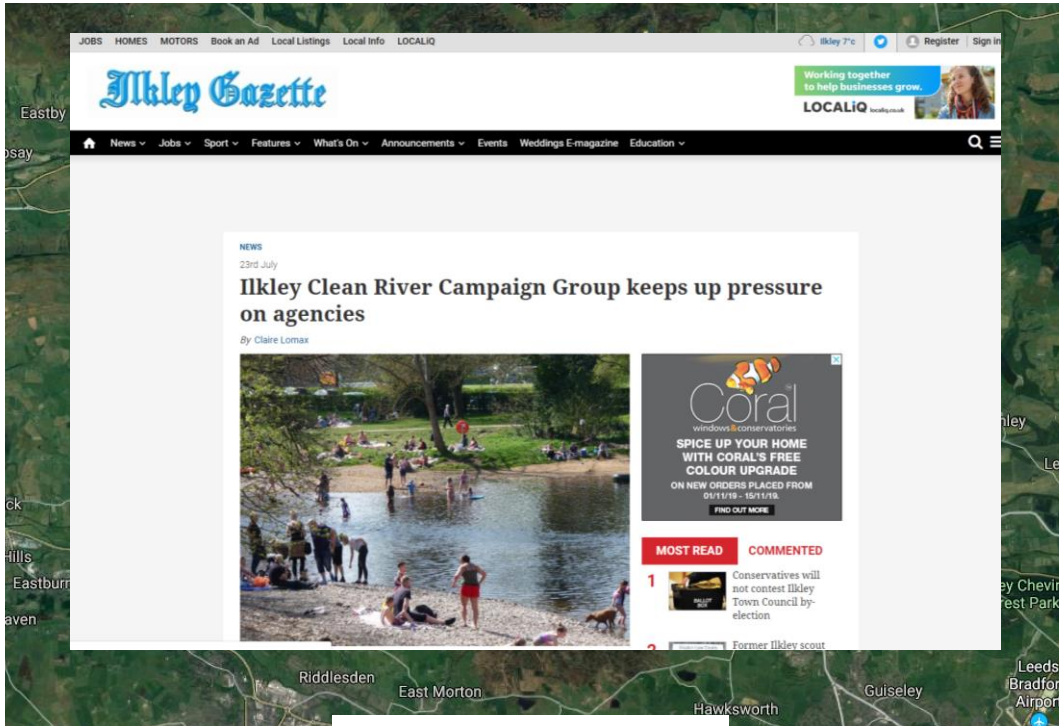 JOBS HOMES MOTORS Book an Ad Local Listings Local Info LOCALiQ
Ilkley 7°c Register Sign in
Ilkley Gazette
Working together
to help businesses grow.
LOCALiQ localiq.co.uk
News Jobs Sport Features What's On Announcements Events Weddings E-magazine Education
NEWS
23rd July
Ilkley Clean River Campaign Group keeps up pressure
on agencies
By Claire Lomax
Coral
windows&conservatories
SPICE UP YOUR HOME
WITH CORAL'S FREE
COLOUR UPGRADE
ON NEW ORDERS PLACED FROM
01/11/19 - 15/11/19.
FIND OUT MORE
MOST READ COMMENTED
1 Conservatives will
not contest Ilkley
Town Council by-
election
BALLOT
BOX
2 Former Ilkley scout
Eastby
Riddlesden
East Morton
Hawksworth
Guiseley
Leeds
Airport